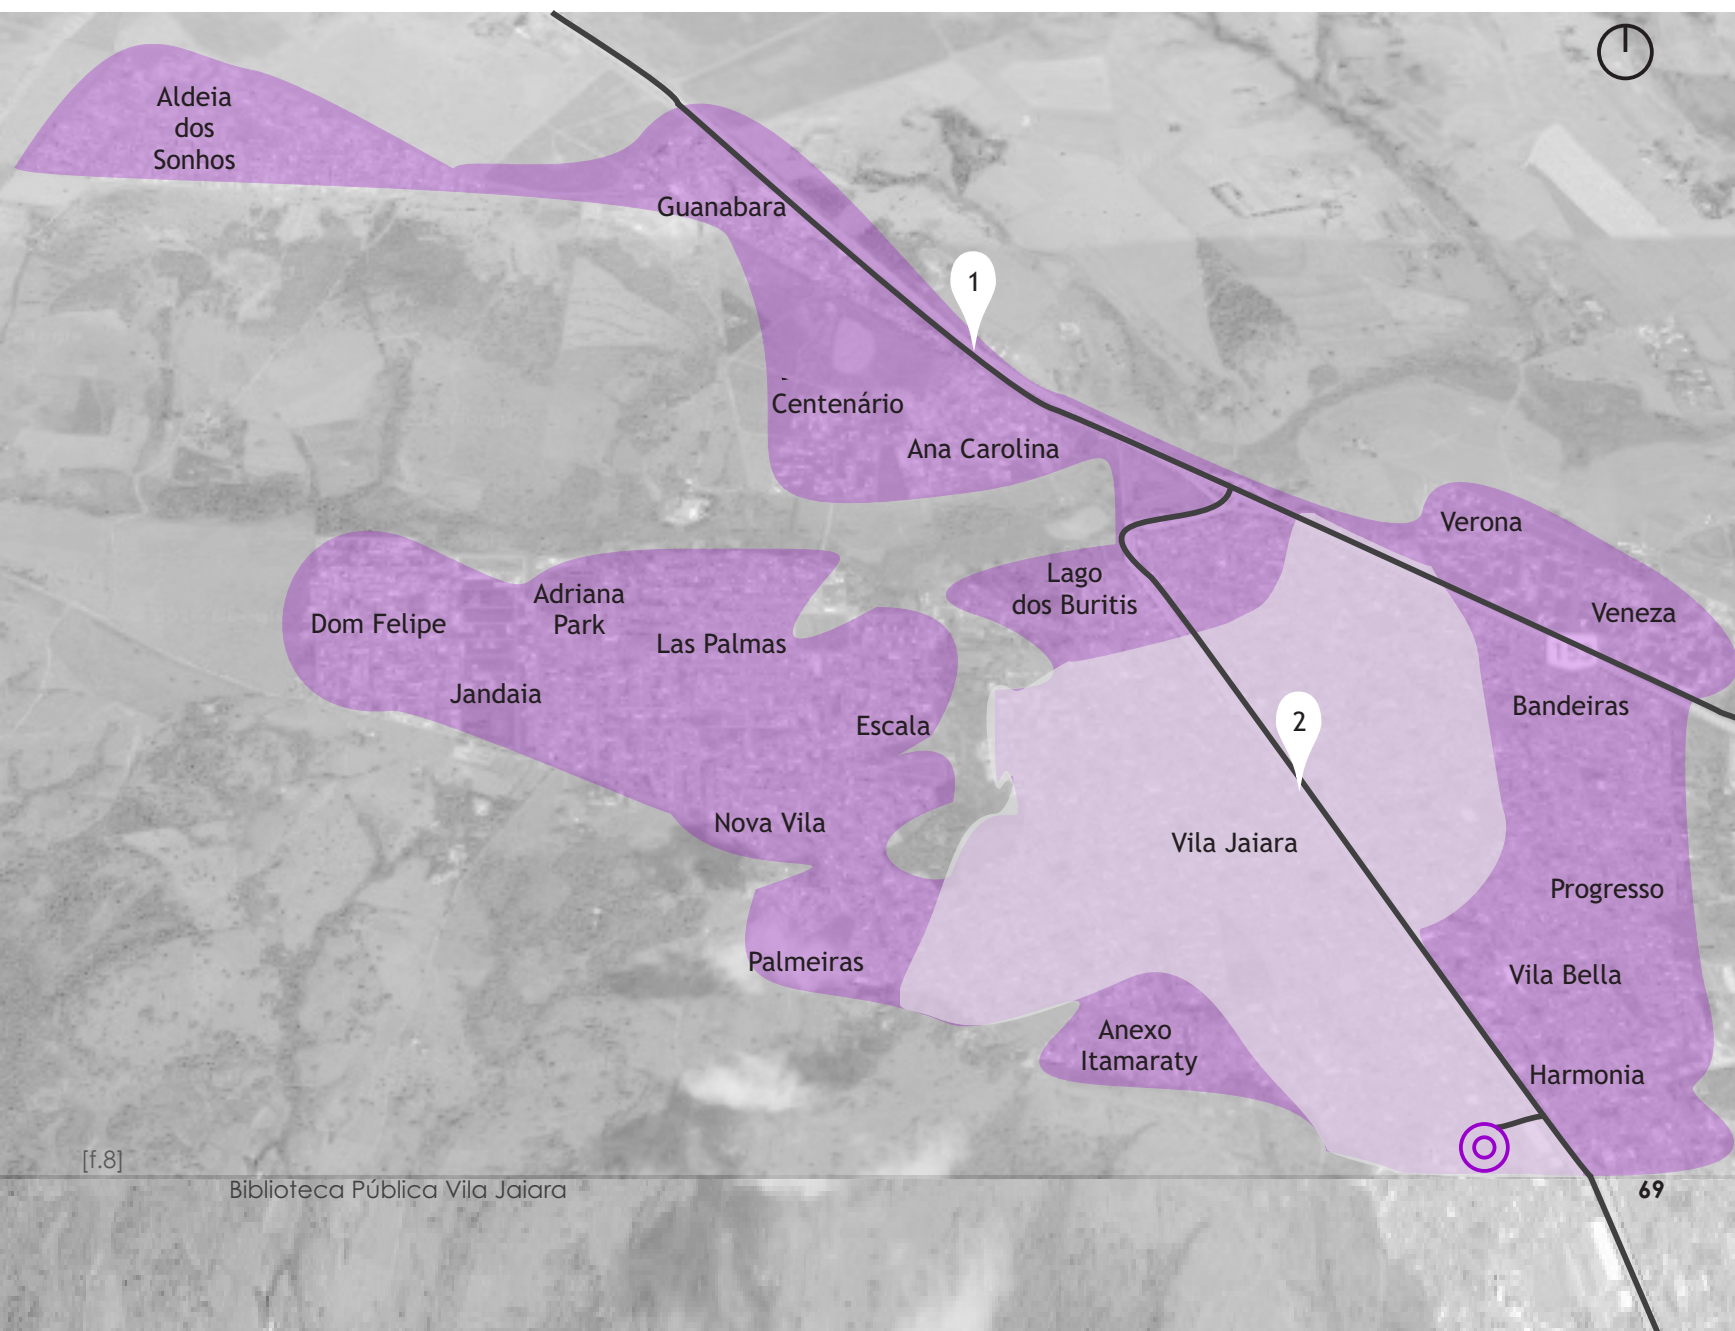 Aldeia
dos
Sonhos
Guanabara
1
Centenário
Ana Carolina
Verona
Lago
dos Buritis
Veneza
Adriana
Park
Dom Felipe
Las Palmas
Jandaia
Escala
Bandeiras
2
Nova Vila
Vila Jaiara
Progresso
Palmeiras
Vila Bella
Anexo
Itamaraty
Harmonia
[f.8]
Biblioteca Pública Vila Jaiara
69